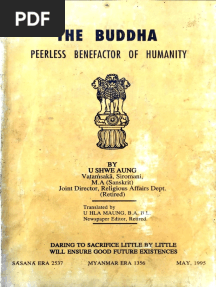 PDF
THE BUDDHA
PEERLESS BENEFACTOR OF HUMANITY
BY
U SHWE AUNG
Vatamsakā, Siromani,
M.A (Sanskrit)
Joint Director, Religious Affairs Dept.
(Retired)
Translated by
U HLA MAUNG, B.A, B.L.
Newspaper Editor, Retired.
DARING TO SACRIFICE LITTLE BY LITTLE
WILL ENSURE GOOD FUTURE EXISTENCES
SĀSANĀ ERA 2537 MYANMAR ERA 1356 MAY, 1995